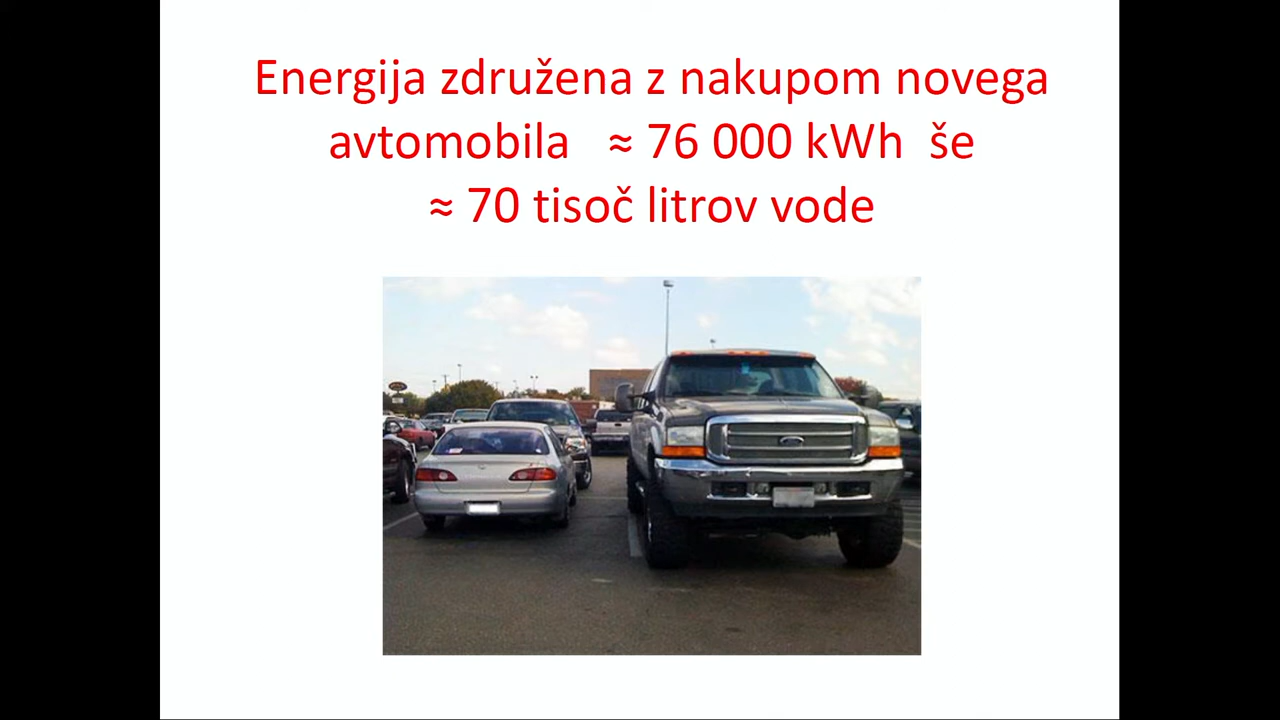 Energija združena z nakupom novega
avtomobila ≈ 76 000 kWh še
≈ 70 tisoč litrov vode